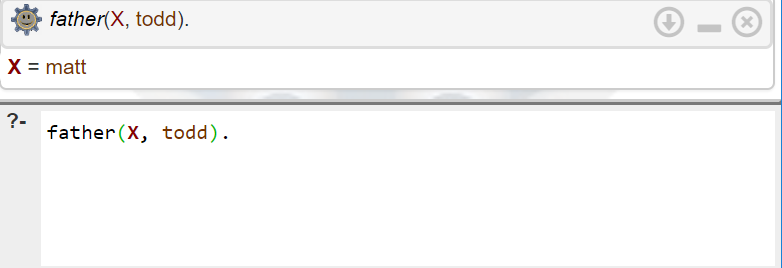 father(X, todd).
X = matt
?- father(X, todd).